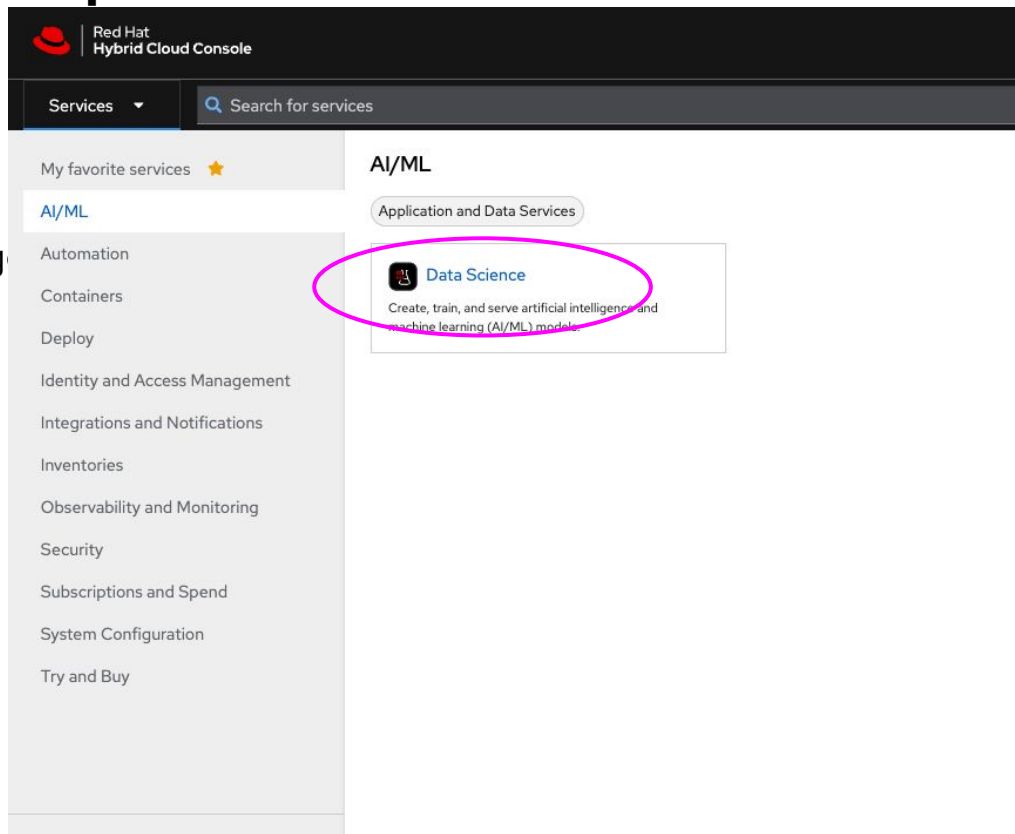 Red Hat
Hybrid Cloud Console
Services
Search for services
My favorite services
AI/ML
Automation
Containers
Deploy
Identity and Access Management
Integrations and Notifications
Inventories
Observability and Monitoring
Security
Subscriptions and Spend
System Configuration
Try and Buy
AI/ML
Application and Data Services
Data Science
Create, train, and serve artificial intelligence and
machine learning (AI/ML) models.